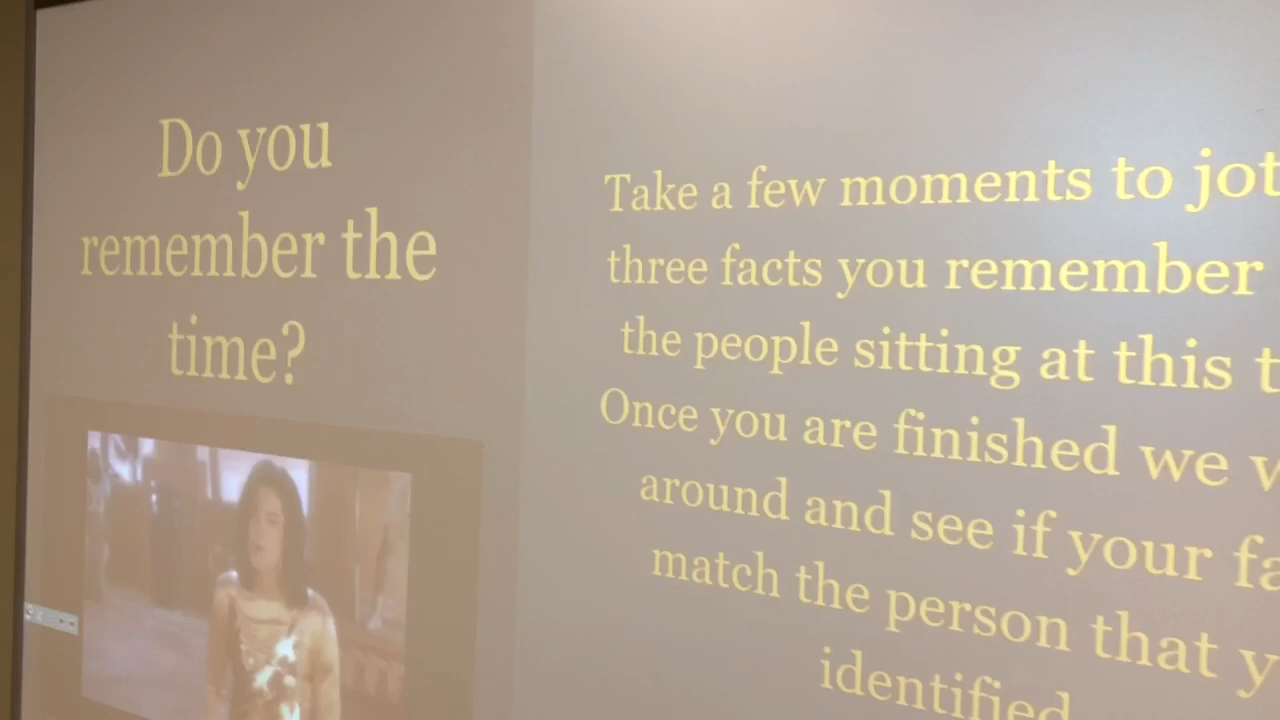 Do you
remember the
time?
Take a few moments to jot
three facts you remember
the people sitting at this
Once you are finished we
around and see if your
match the person that
identified